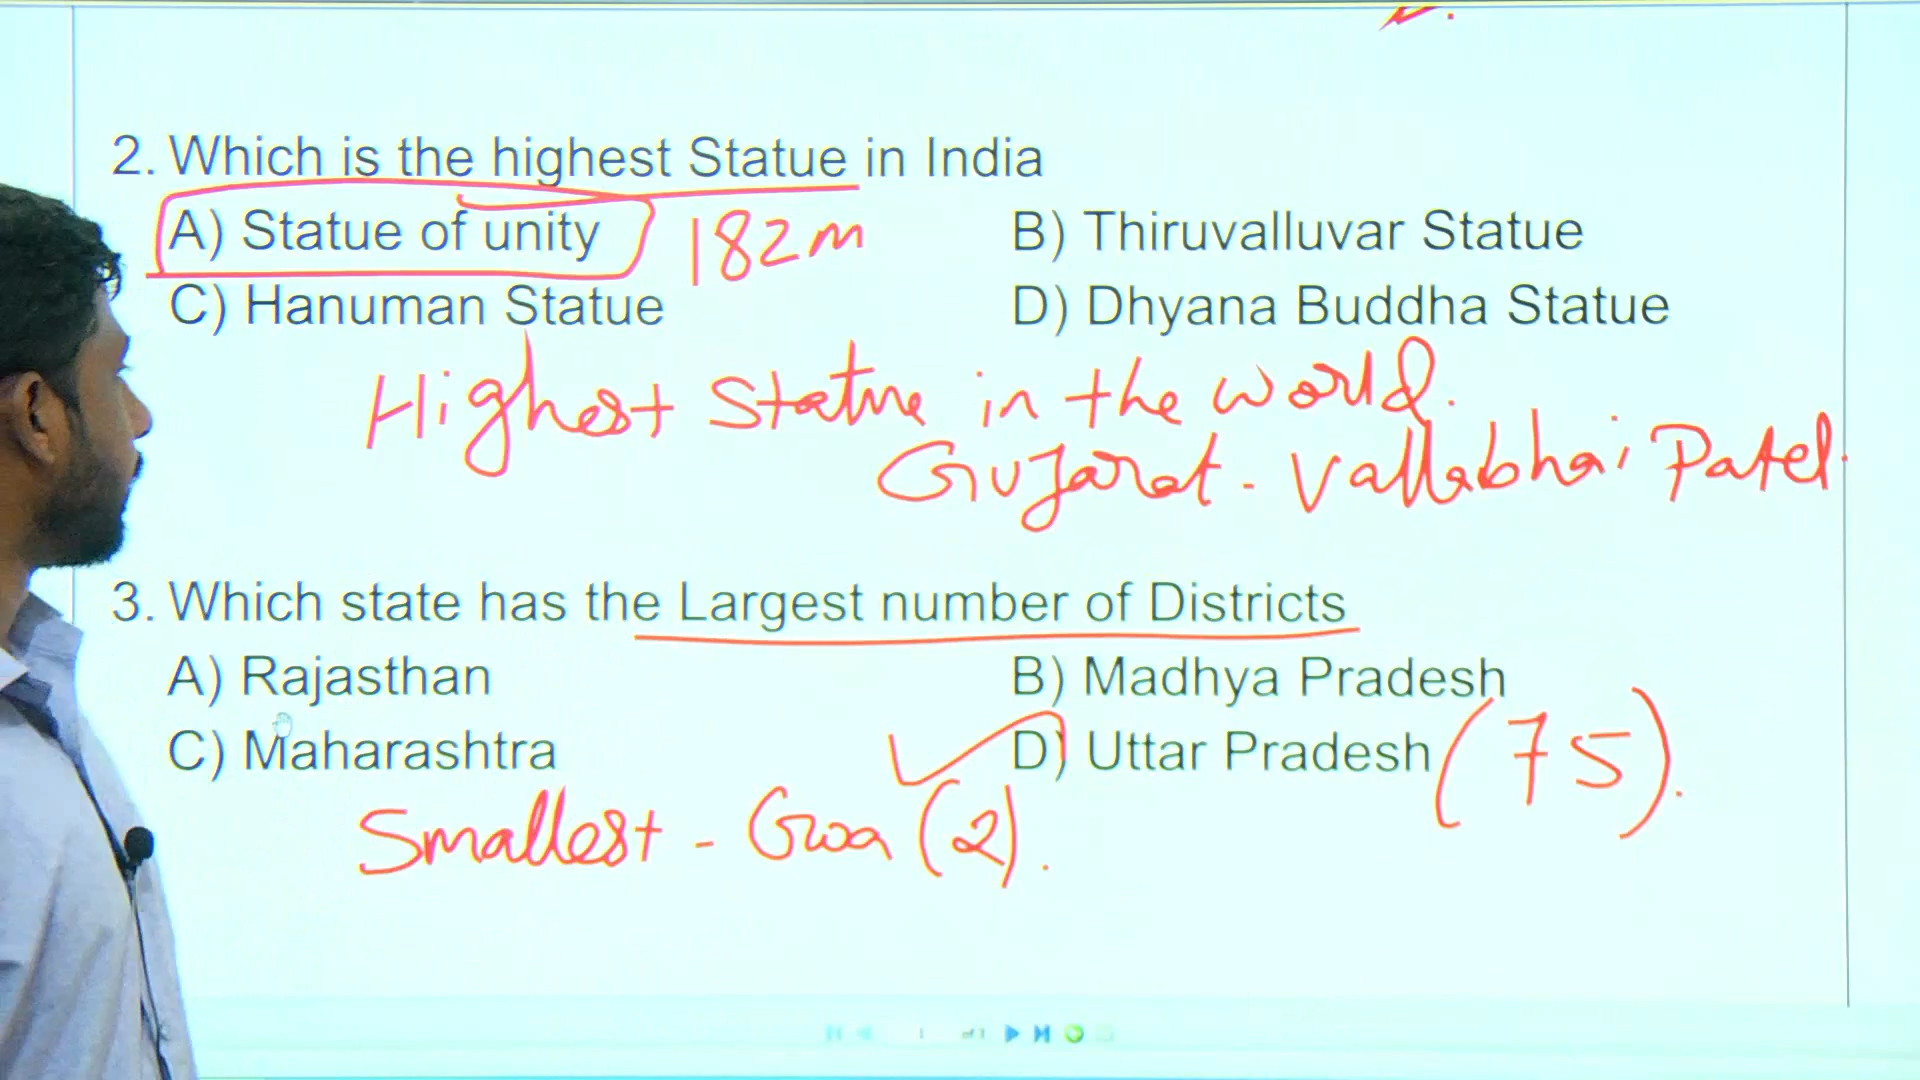 2. Which is the highest Statue in India
A) Statue of unity 182m B) Thiruvalluvar Statue
C) Hanuman Statue D) Dhyana Buddha Statue
Highest Statue in the world.
Gujarat - Vallabhai Patel.
3. Which state has the Largest number of Districts
A) Rajasthan B) Madhya Pradesh
C) Maharashtra D) Uttar Pradesh (75).
Smallest - Goa (2).